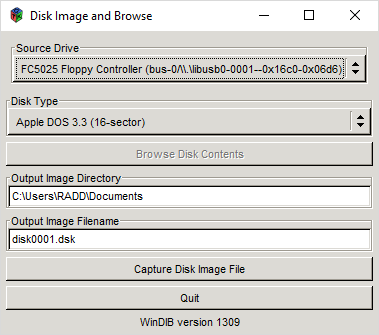 Disk Image and Browse
Source Drive
FC5025 Floppy Controller (bus-0/\\.\libusb0-0001--0x16c0-0x06d6)
Disk Type
Apple DOS 3.3 (16-sector)
Browse Disk Contents
Output Image Directory
C:\Users\RADD\Documents
Output Image Filename
disk0001.dsk
Capture Disk Image File
Quit
WinDIB version 1309